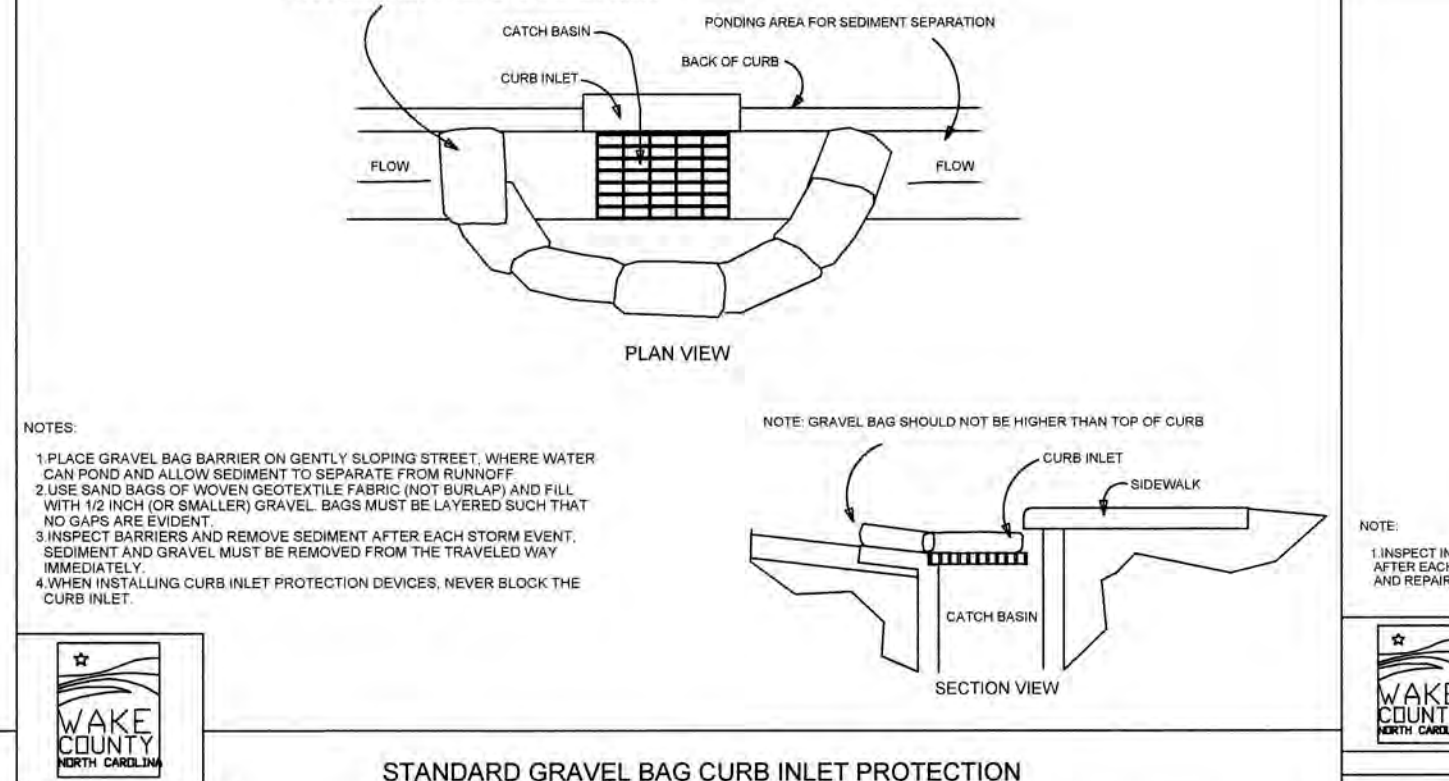 CATCH BASIN
PONDING AREA FOR SEDIMENT SEPARATION
BACK OF CURB
CURB INLET
FLOW
FLOW
PLAN VIEW
NOTES:
1.PLACE GRAVEL BAG BARRIER ON GENTLY SLOPING STREET, WHERE WATER
CAN POND AND ALLOW SEDIMENT TO SEPARATE FROM RUNNOFF
2.USE SAND BAGS OF WOVEN GEOTEXTILE FABRIC (NOT BURLAP) AND FILL
WITH 1/2 INCH (OR SMALLER) GRAVEL. BAGS MUST BE LAYERED SUCH THAT
NO GAPS ARE EVIDENT.
3.INSPECT BARRIERS AND REMOVE SEDIMENT AFTER EACH STORM EVENT.
SEDIMENT AND GRAVEL MUST BE REMOVED FROM THE TRAVELED WAY
IMMEDIATELY.
4.WHEN INSTALLING CURB INLET PROTECTION DEVICES, NEVER BLOCK THE
CURB INLET.
NOTE: GRAVEL BAG SHOULD NOT BE HIGHER THAN TOP OF CURB
CURB INLET
SIDEWALK
CATCH BASIN
SECTION VIEW
WAKE
COUNTY
NORTH CAROLINA
STANDARD GRAVEL BAG CURB INLET PROTECTION
NOTE:
1.INSPECT
AFTER EACH
AND REPAIR
WAKE
COUNT
NORTH